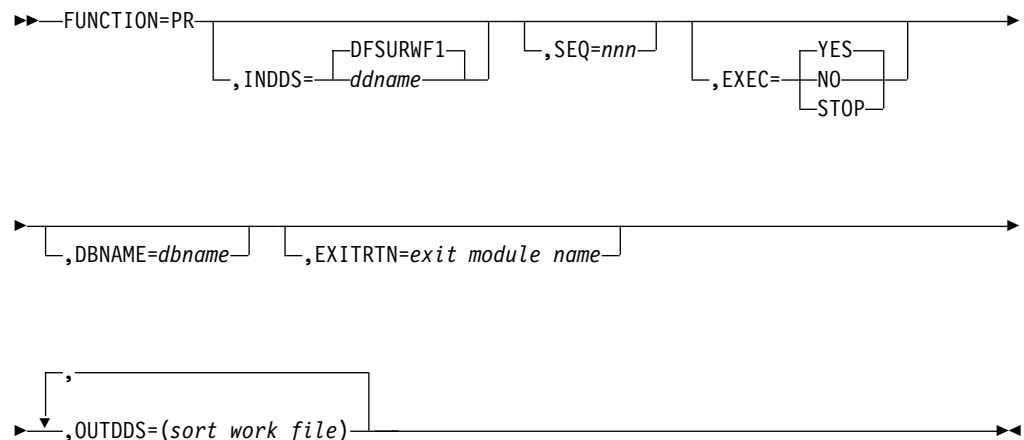 FUNCTION=PR
DFSURWF1
,INDDS= ddname
,SEQ=nnn
YES
,EXEC= NO
STOP
,DBNAME=dbname
,EXITRTN=exit module name
,
,OUTDDS=(sort work file)